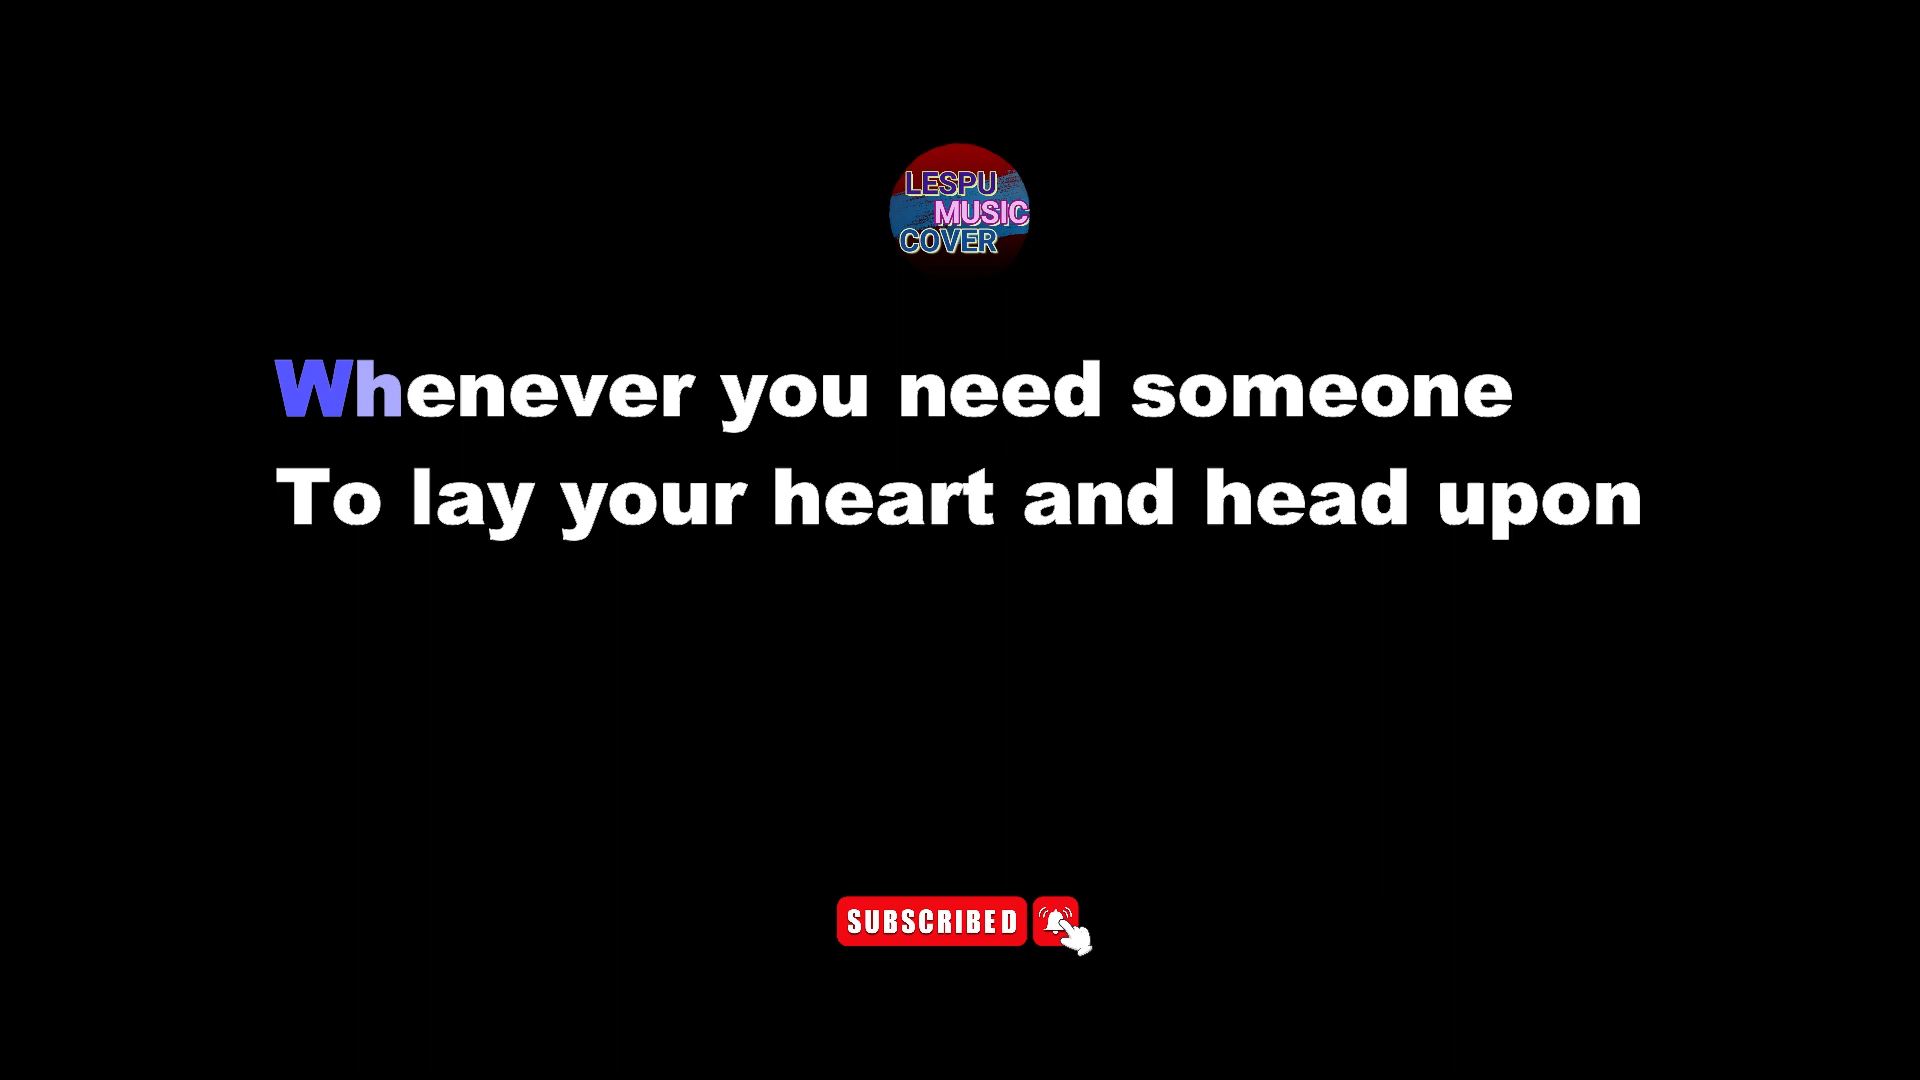 LESPU
MUSIC
COVER
Whenever you need someone
To lay your heart and head upon
SUBSCRIBED